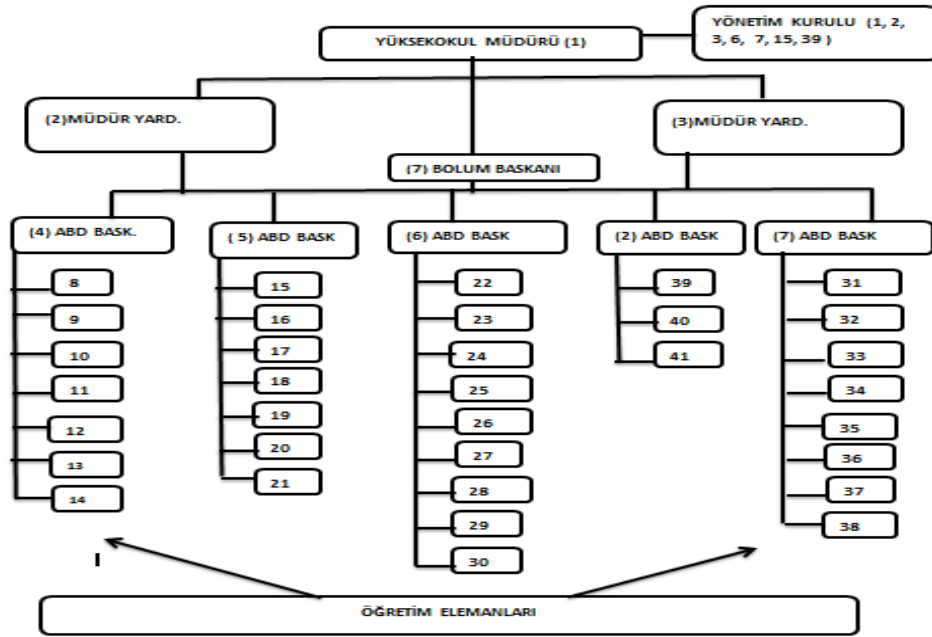 YÖNETİM KURULU (1, 2,
3, 6, 7, 15, 39 )
YÜKSEKOKUL MÜDÜRÜ (1)
(2)MÜDÜR YARD.
(3)MÜDÜR YARD.
(7) BOLUM BASKANI
(4) ABD BASK.
( 5) ABD BASK
(6) ABD BASK
(2) ABD BASK
(7) ABD BASK
8
9
10
11
12
13
14
15
16
17
18
19
20
21
22
23
24
25
26
27
28
29
30
39
40
41
31
32
33
34
35
36
37
38
I
ÖĞRETİM ELEMANLARI